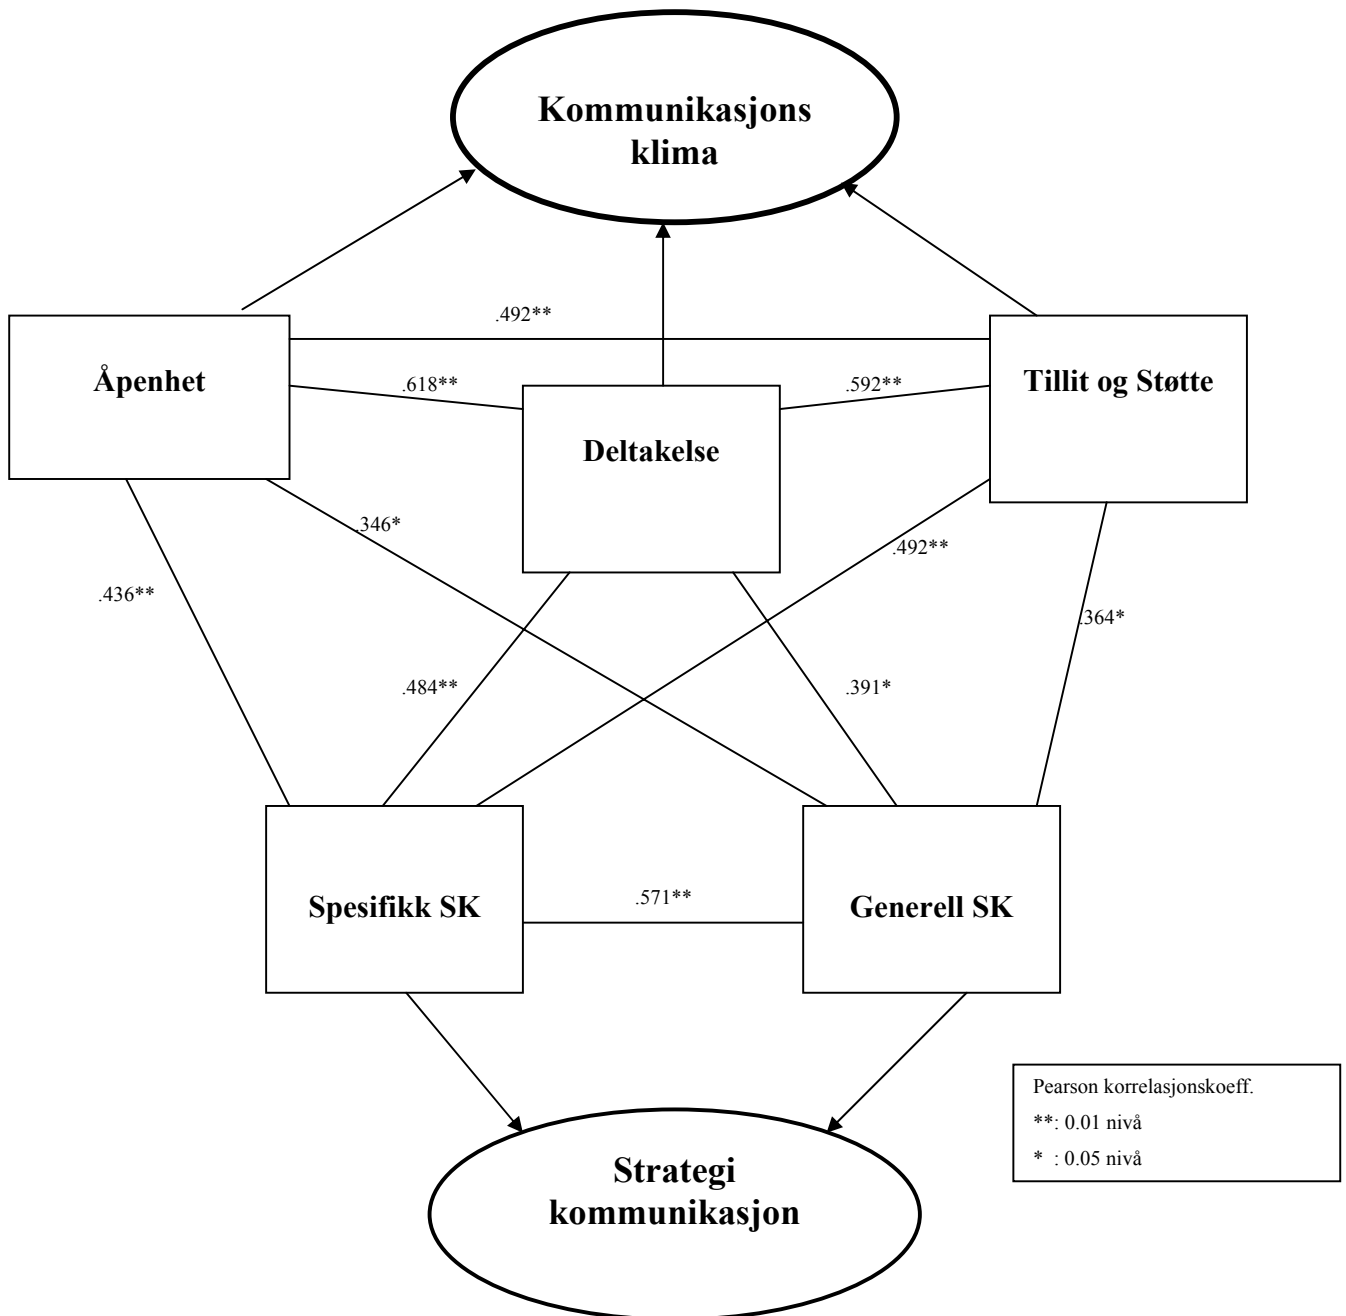 Kommunikasjons
klima
.492**
Åpenhet
.618**
.592**
Tillit og Støtte
Deltakelse
.346*
.492**
.436**
.364*
.484**
.391*
Spesifikk SK
.571**
Generell SK
Pearson korrelasjonskoeff.
**: 0.01 nivå
* : 0.05 nivå
Strategi
kommunikasjon